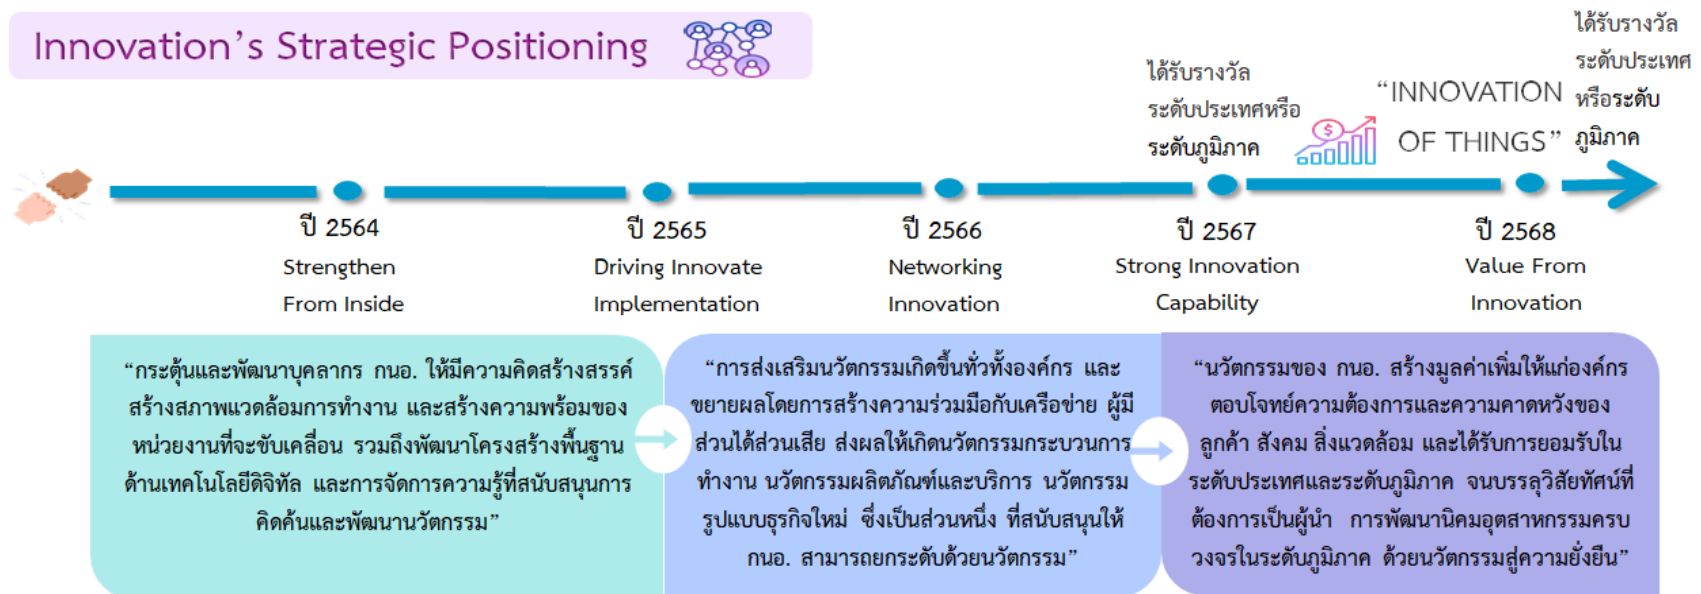 Innovation's Strategic Positioning
ได้รับรางวัล
ระดับประเทศหรือ
ระดับภูมิภาค
"INNOVATION
OF THINGS"
ได้รับรางวัล
ระดับประเทศ
หรือระดับ
ภูมิภาค
$
ปี 2564
Strengthen
From Inside
ปี 2565
Driving Innovate
Implementation
ปี 2566
Networking
Innovation
ปี 2567
Strong Innovation
Capability
ปี 2568
Value From
Innovation
"กระตุ้นและพัฒนาบุคลากร กนอ. ให้มีความคิดสร้างสรรค์
สร้างสภาพแวดล้อมการทำงาน และสร้างความพร้อมของ
หน่วยงานที่จะขับเคลื่อน รวมถึงพัฒนาโครงสร้างพื้นฐาน
ด้านเทคโนโลยีดิจิทัล และการจัดการความรู้ที่สนับสนุนการ
คิดค้นและพัฒนานวัตกรรม"
"การส่งเสริมนวัตกรรมเกิดขึ้นทั่วทั้งองค์กร และ
ขยายผลโดยการสร้างความร่วมมือกับเครือข่าย ผู้มี
ส่วนได้ส่วนเสีย ส่งผลให้เกิดนวัตกรรมกระบวนการ
ทำงาน นวัตกรรมผลิตภัณฑ์และบริการ นวัตกรรม
รูปแบบธุรกิจใหม่ ซึ่งเป็นส่วนหนึ่ง ที่สนับสนุนให้
กนอ. สามารถยกระดับด้วยนวัตกรรม"
"นวัตกรรมของ กนอ. สร้างมูลค่าเพิ่มให้แก่องค์กร
ตอบโจทย์ความต้องการและความคาดหวังของ
ลูกค้า สังคม สิ่งแวดล้อม และได้รับการยอมรับใน
ระดับประเทศและระดับภูมิภาค จนบรรลุวิสัยทัศน์ที่
ต้องการเป็นผู้นำ การพัฒนานิคมอุตสาหกรรมครบ
วงจรในระดับภูมิภาค ด้วยนวัตกรรมสู่ความยั่งยืน"